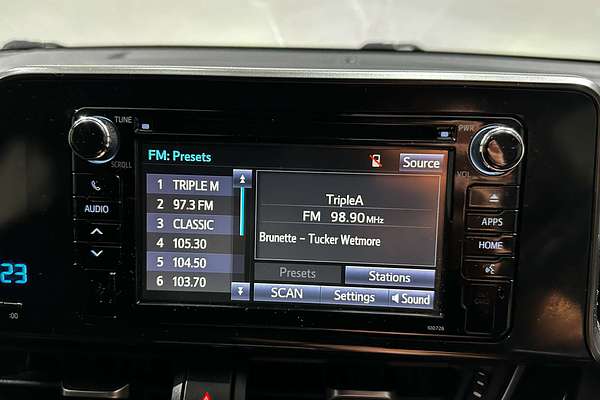 TUNE
SCROLL
AUDIO
23
:00
FM: Presets
Source
1 TRIPLE M
2 97.3 FM
3 CLASSIC
4 105.30
5 104.50
6 103.70
TripleA
FM 98.90 MHz
Brunette - Tucker Wetmore
Presets
Stations
SCAN
Settings
Sound
PWR
VOL
APPS
HOME
510728